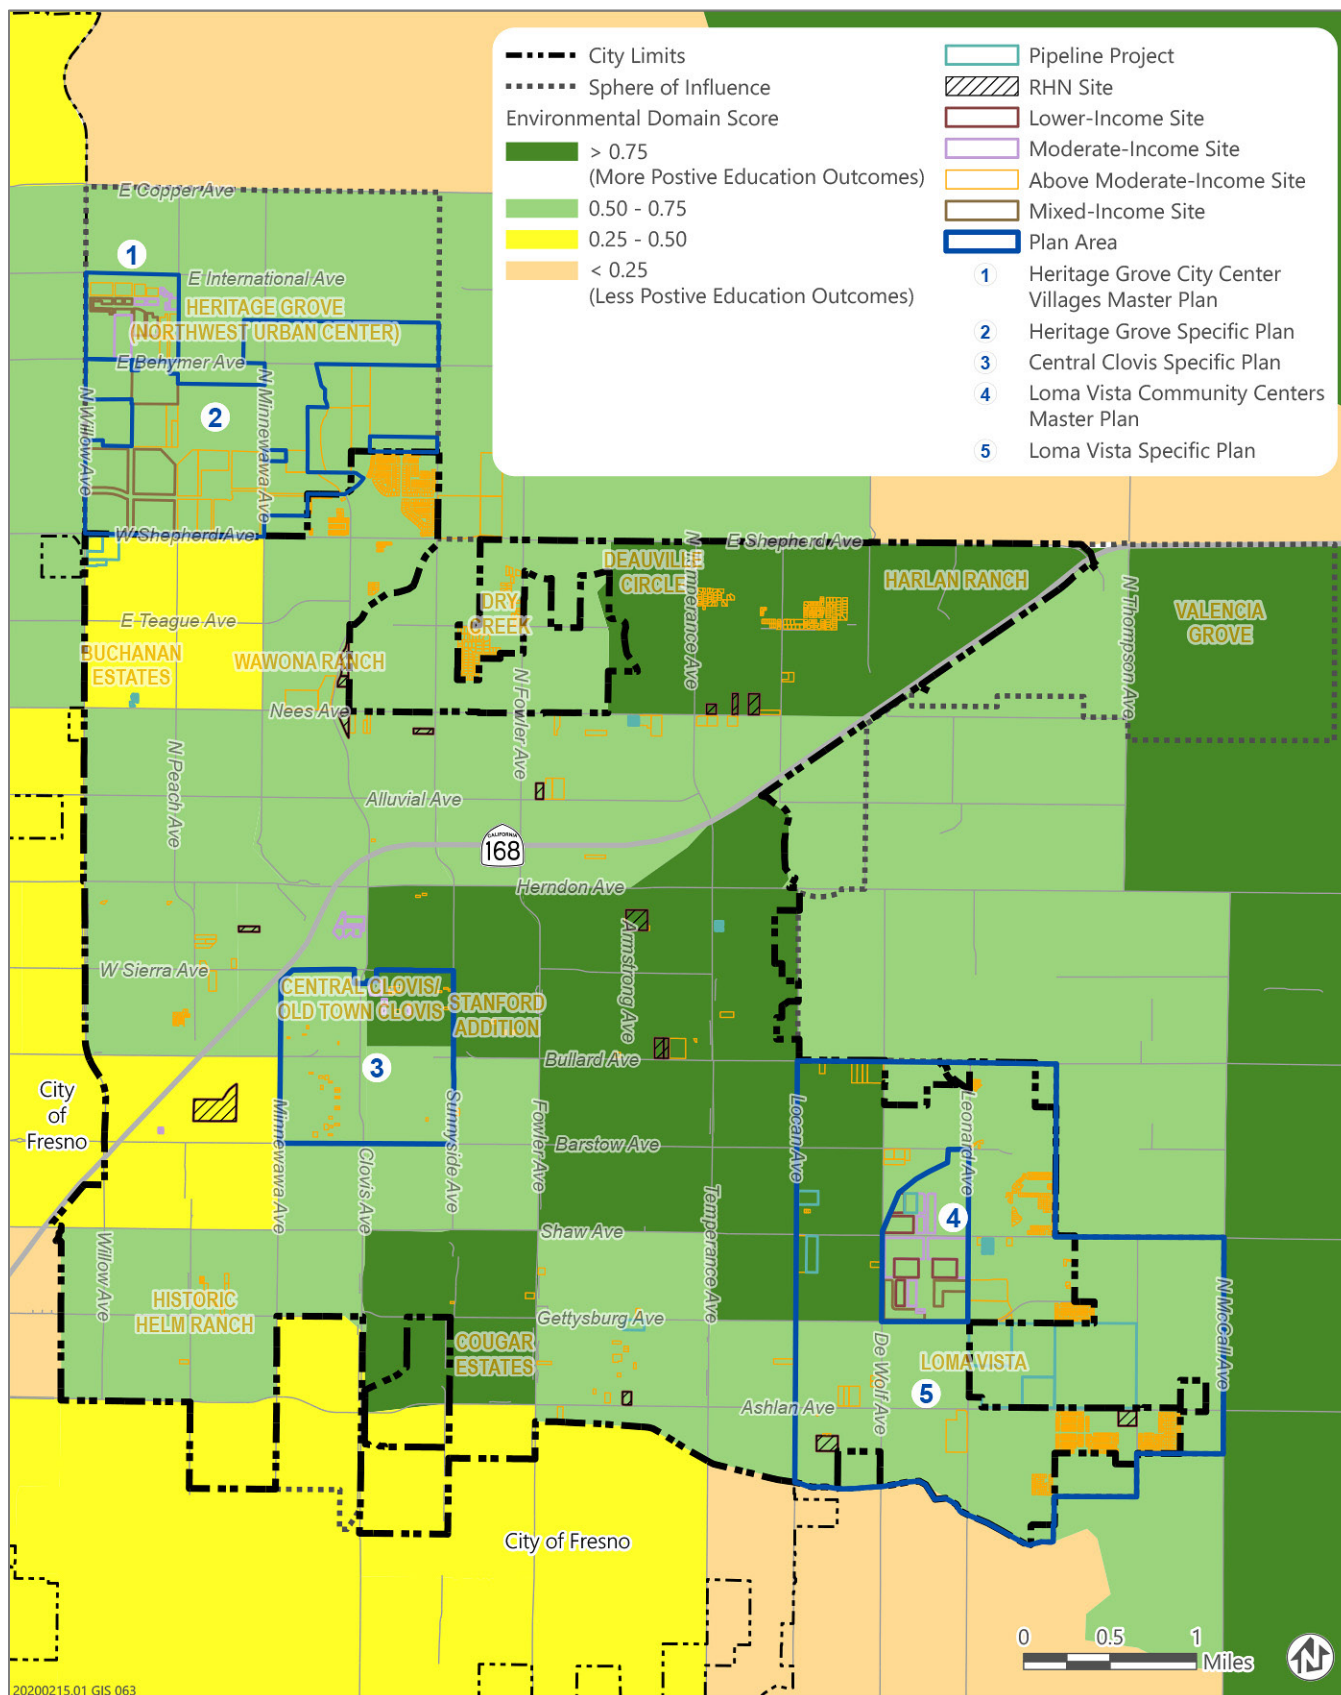 City Limits
Sphere of Influence
Environmental Domain Score
> 0.75
(More Postive Education Outcomes)
0.50 - 0.75
0.25 - 0.50
< 0.25
(Less Postive Education Outcomes)
Pipeline Project
RHN Site
Lower-Income Site
Moderate-Income Site
Above Moderate-Income Site
Mixed-Income Site
Plan Area
1 Heritage Grove City Center
Villages Master Plan
2 Heritage Grove Specific Plan
3 Central Clovis Specific Plan
4 Loma Vista Community Centers
Master Plan
5 Loma Vista Specific Plan
E Copper Ave
1
E International Ave
HERITAGE GROVE
(NORTHWEST URBAN CENTER)
E Behymer Ave
N Willow Ave
N Minnewawa Ave
2
W Shepherd Ave
E Shepherd Ave
DEAUVILLE
CIRCLE
N Temperance Ave
HARLAN RANCH
N Thompson Ave
VALENCIA
GROVE
DRY
CREEK
E Teague Ave
BUCHANAN
ESTATES
WAWONA RANCH
Nees Ave
N Fowler Ave
N Peach Ave
Alluvial Ave
CALIFORNIA
168
Herndon Ave
Armstrong Ave
W Sierra Ave
CENTRAL CLOVIS/
OLD TOWN CLOVIS
STANFORD
ADDITION
3
Bullard Ave
City
of
Fresno
Minnewawa Ave
Clovis Ave
Sunnyside Ave
Fowler Ave
Barstow Ave
Locan Ave
Leonard Ave
Temperance Ave
4
Shaw Ave
Willow Ave
HISTORIC
HELM RANCH
Gettysburg Ave
COUGAR
ESTATES
De Wolf Ave
LOMA VISTA
N McCall Ave
5
Ashlan Ave
City of Fresno
0 0.5 1
Miles
N
20200215.01 GIS 063